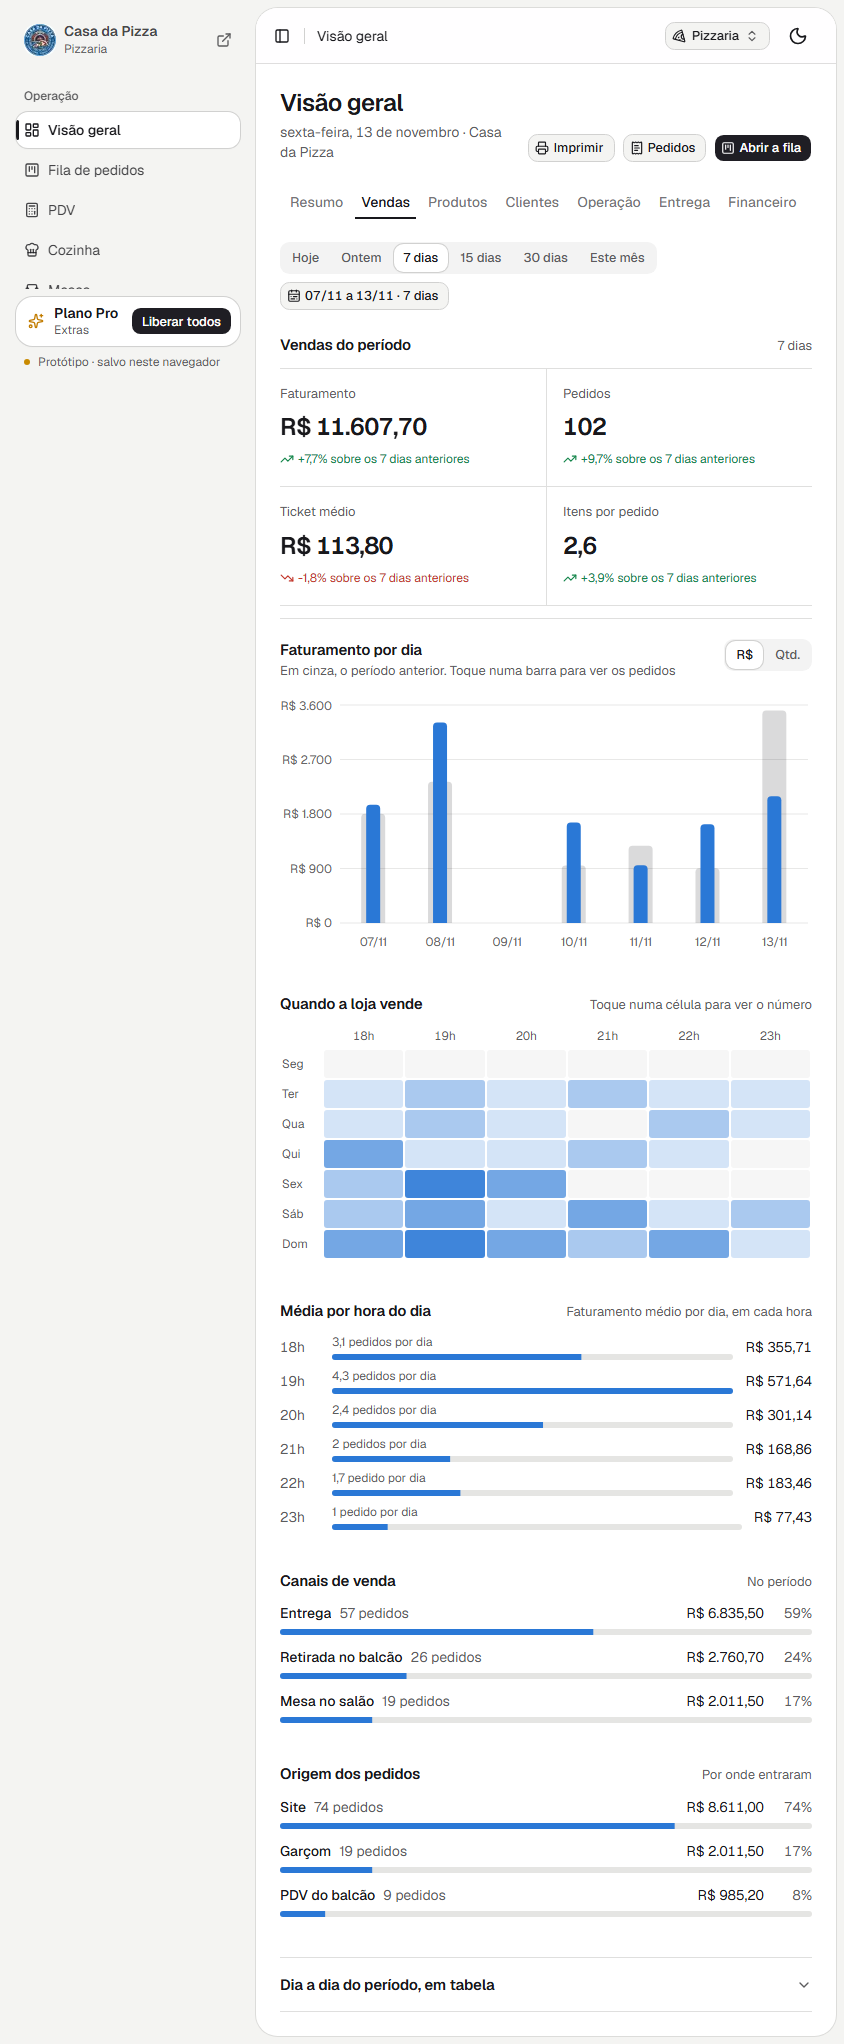 Casa da Pizza
Pizzaria
Operação
Visão geral
Fila de pedidos
PDV
Cozinha
Plano Pro
Extras
Liberar todos
Protótipo · salvo neste navegador
Visão geral
Pizzaria
Visão geral
sexta-feira, 13 de novembro · Casa
da Pizza
Imprimir
Pedidos
Abrir a fila
Resumo Vendas Produtos Clientes Operação Entrega Financeiro
Hoje Ontem 7 dias 15 dias 30 dias Este mês
07/11 a 13/11 · 7 dias
Vendas do período 7 dias
Faturamento
R$ 11.607,70
+7,7% sobre os 7 dias anteriores
Pedidos
102
+9,7% sobre os 7 dias anteriores
Ticket médio
R$ 113,80
-1,8% sobre os 7 dias anteriores
Itens por pedido
2,6
+3,9% sobre os 7 dias anteriores
Faturamento por dia
Em cinza, o período anterior. Toque numa barra para ver os pedidos
R$ Qtd.
R$ 3.600
R$ 2.700
R$ 1.800
R$ 900
R$ 0
07/11 08/11 09/11 10/11 11/11 12/11 13/11
Quando a loja vende Toque numa célula para ver o número
18h 19h 20h 21h 22h 23h
Seg
Ter
Qua
Qui
Sex
Sáb
Dom
Média por hora do dia Faturamento médio por dia, em cada hora
18h 3,1 pedidos por dia R$ 355,71
19h 4,3 pedidos por dia R$ 571,64
20h 2,4 pedidos por dia R$ 301,14
21h 2 pedidos por dia R$ 168,86
22h 1,7 pedido por dia R$ 183,46
23h 1 pedido por dia R$ 77,43
Canais de venda No período
Entrega 57 pedidos R$ 6.835,50 59%
Retirada no balcão 26 pedidos R$ 2.760,70 24%
Mesa no salão 19 pedidos R$ 2.011,50 17%
Origem dos pedidos Por onde entraram
Site 74 pedidos R$ 8.611,00 74%
Garçom 19 pedidos R$ 2.011,50 17%
PDV do balcão 9 pedidos R$ 985,20 8%
Dia a dia do período, em tabela